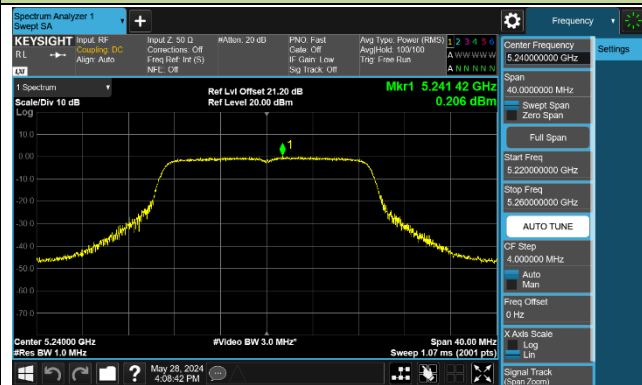 Spectrum Analyzer 1
Swept SA
Frequency
KEYSIGHT
Input: RF
Coupling: DC
Align: Auto
RL
Input Z: 50 Ω
Corrections: Off
Freq Ref: Int (S)
NFE: Off
#Atten: 20 dB
PNO: Fast
Gate: Off
IF Gain: Low
Sig Track: Off
Avg Type: Power (RMS)
Avg|Hold: 100/100
Trig: Free Run
1 2 3 4 5 6
A W W W W W
A N N N N N
1 Spectrum
Scale/Div 10 dB
Log
Ref Lvl Offset 21.20 dB
Ref Level 20.00 dBm
Mkr1 5.241 42 GHz
0.206 dBm
10.0
0.00
-10.0
-20.0
-30.0
-40.0
-50.0
-60.0
-70.0
1
Center 5.24000 GHz
#Res BW 1.0 MHz
#Video BW 3.0 MHz*
Span 40.00 MHz
Sweep 1.07 ms (2001 pts)
May 28, 2024
4:08:42 PM
Center Frequency
5.240000000 GHz
Span
40.0000000 MHz
Swept Span
Zero Span
Full Span
Start Freq
5.220000000 GHz
Stop Freq
5.260000000 GHz
AUTO TUNE
CF Step
4.000000 MHz
Auto
Man
Freq Offset
0 Hz
X Axis Scale
Log
Lin
Signal Track
(Span Zoom)
Settings